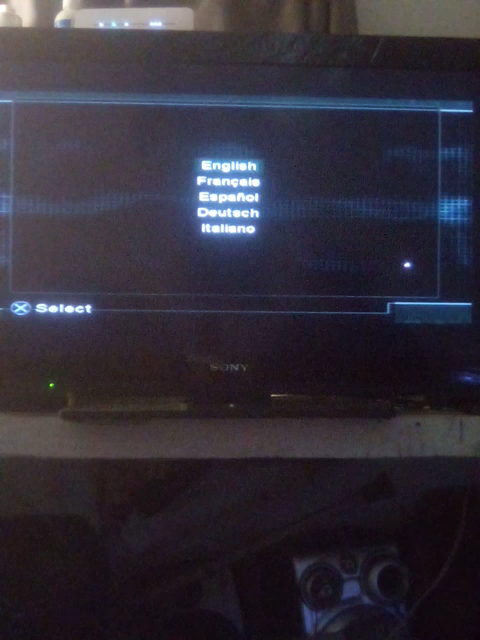 English
Français
Español
Deutsch
Italiano
Select
SONY